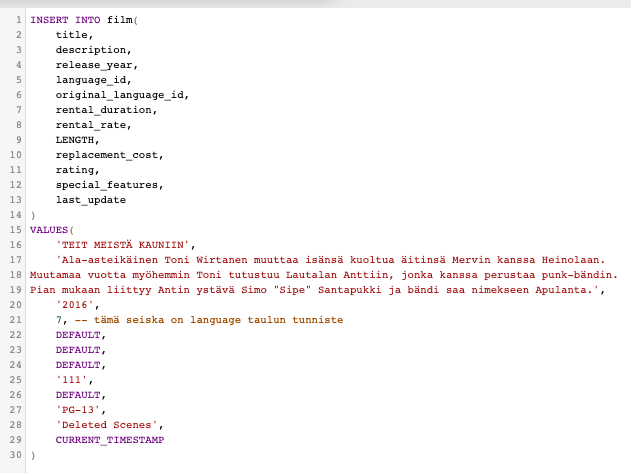 1 INSERT INTO film(
2 title,
3 description,
4 release_year,
5 language_id,
6 original_language_id,
7 rental_duration,
8 rental_rate,
9 LENGTH,
10 replacement_cost,
11 rating,
12 special_features,
13 last_update
14 )
15 VALUES(
16 'TEIT MEISTÄ KAUNIIN',
17 'Ala-asteikäinen Toni Wirtanen muuttaa isänsä kuoltua äitinsä Mervin kanssa Heinolaan.
18 Muutamaa vuotta myöhemmin Toni tutustuu Lautalan Anttiin, jonka kanssa perustaa punk-bändin.
19 Pian mukaan liittyy Antin ystävä Simo "Sipe" Santapukki ja bändi saa nimekseen Apulanta.',
20 '2016',
21 7, -- tämä seiska on language taulun tunniste
22 DEFAULT,
23 DEFAULT,
24 DEFAULT,
25 '111',
26 DEFAULT,
27 'PG-13',
28 'Deleted Scenes',
29 CURRENT_TIMESTAMP
30 )